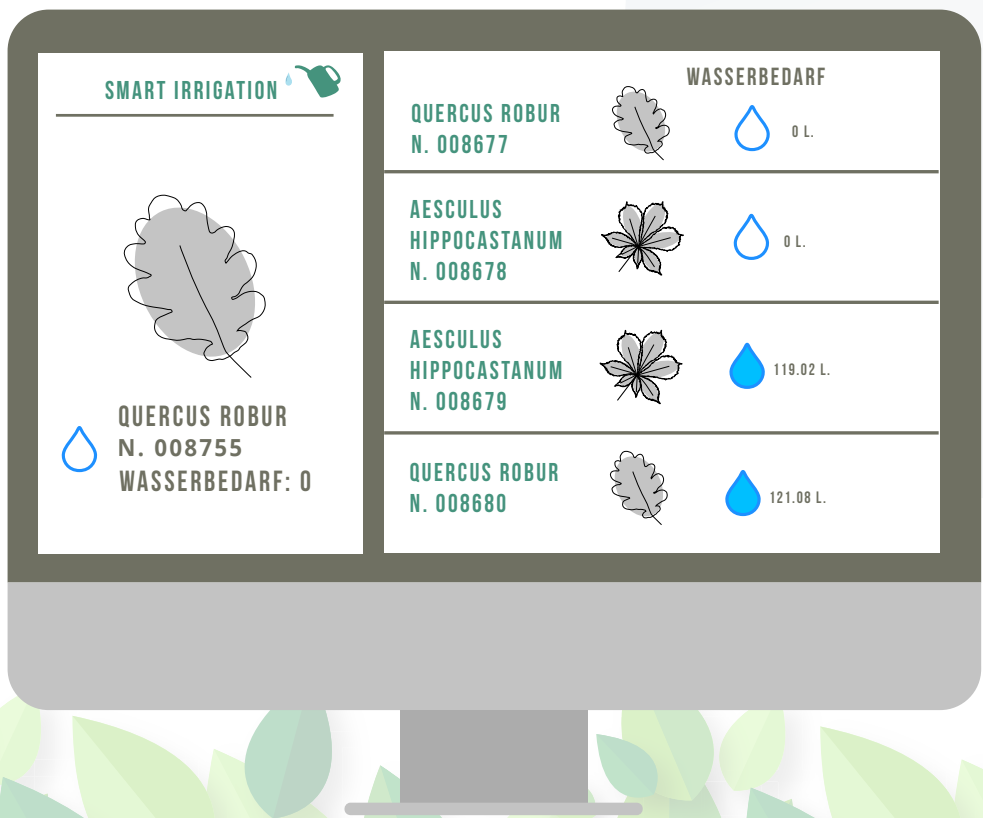 SMART IRRIGATION
QUERCUS ROBUR
N. 008755
WASSERBEDARF: 0
WASSERBEDARF
QUERCUS ROBUR
N. 008677
0 L.
AESCULUS
HIPPOCASTANUM
N. 008678
0 L.
AESCULUS
HIPPOCASTANUM
N. 008679
119.02 L.
QUERCUS ROBUR
N. 008680
121.08 L.